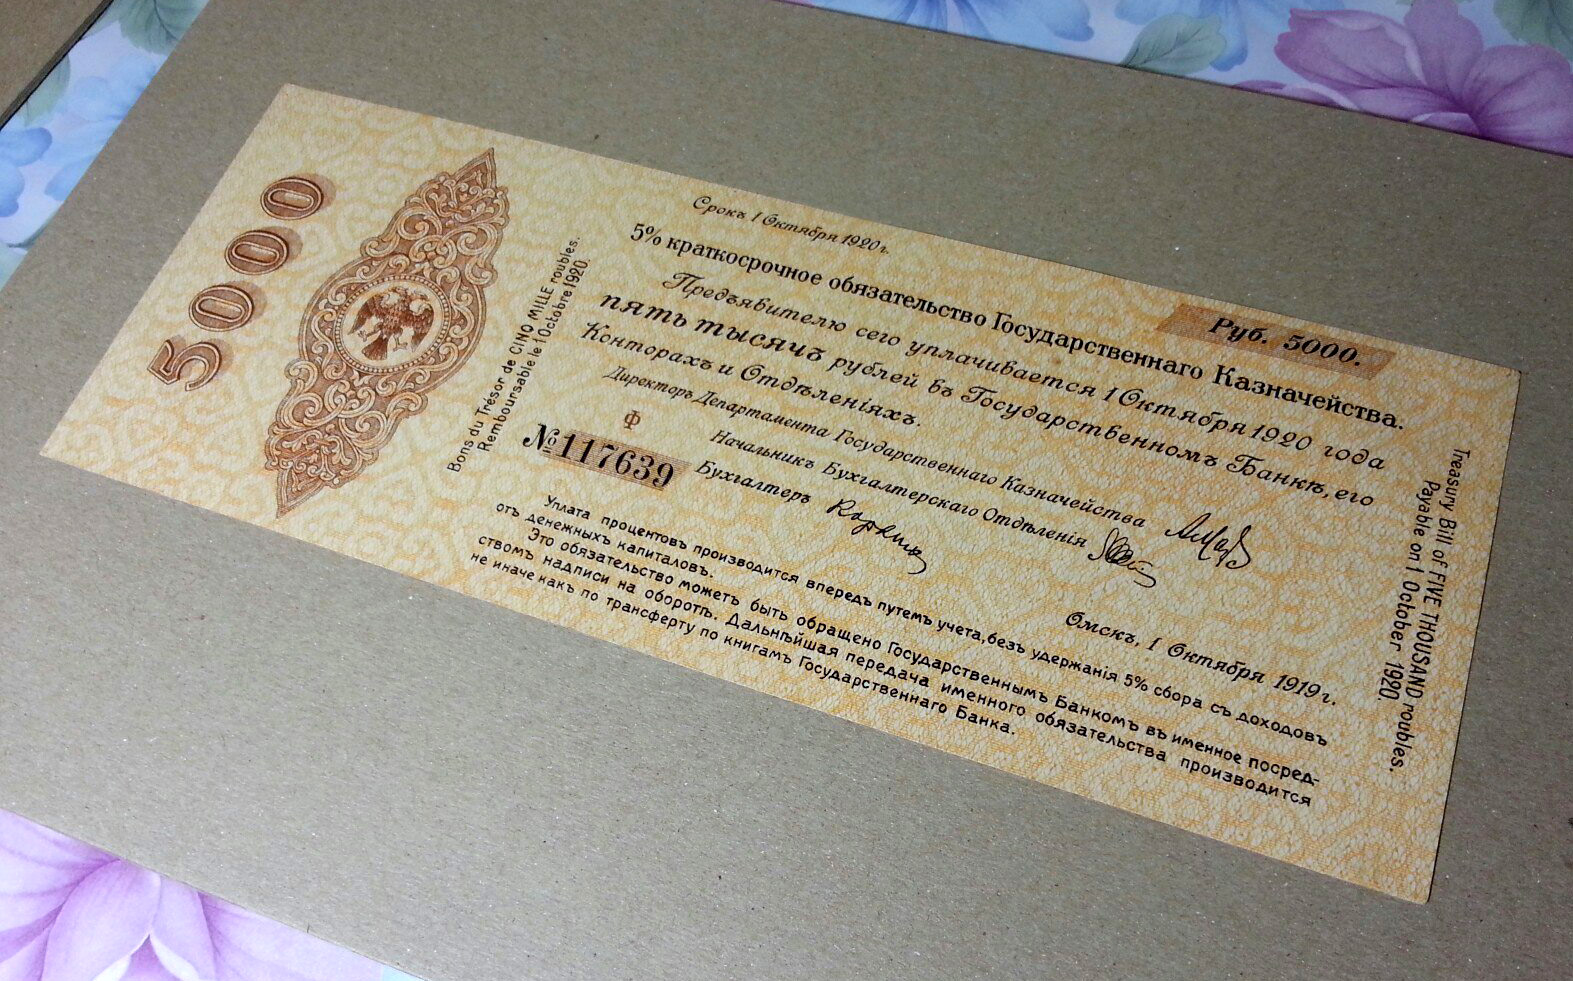 5000
Bons du Trésor de CINQ MILLE roubles.
Remboursable le 1 Octobre 1920.
Срокъ 1 Октября 1920 г.
5% краткосрочное обязательство Государственнаго Казначейства.
Руб. 5000.
Предъявителю сего уплачивается 1 Октября 1920 года
пять тысячъ рублей въ Государственномъ Банкѣ, его
Конторахъ и Отдѣленіяхъ.
Директоръ Департамента Государственнаго Казначейства
Начальникъ Бухгалтерскаго Отдѣленія
Бухгалтеръ
Ф
№ 117639
Омскъ, 1 Октября 1919 г.
Уплата процентовъ производится впередъ путемъ учета, безъ удержанія 5% сбора съ доходовъ
отъ денежныхъ капиталовъ.
Это обязательство можетъ быть обращено Государственнымъ Банкомъ въ именное посред-
ствомъ надписи на оборотѣ. Дальнѣйшая передача именного обязательства производится
не иначе какъ по трансферту по книгамъ Государственнаго Банка.
Treasury Bill of FIVE THOUSAND roubles.
Payable on 1 October 1920.